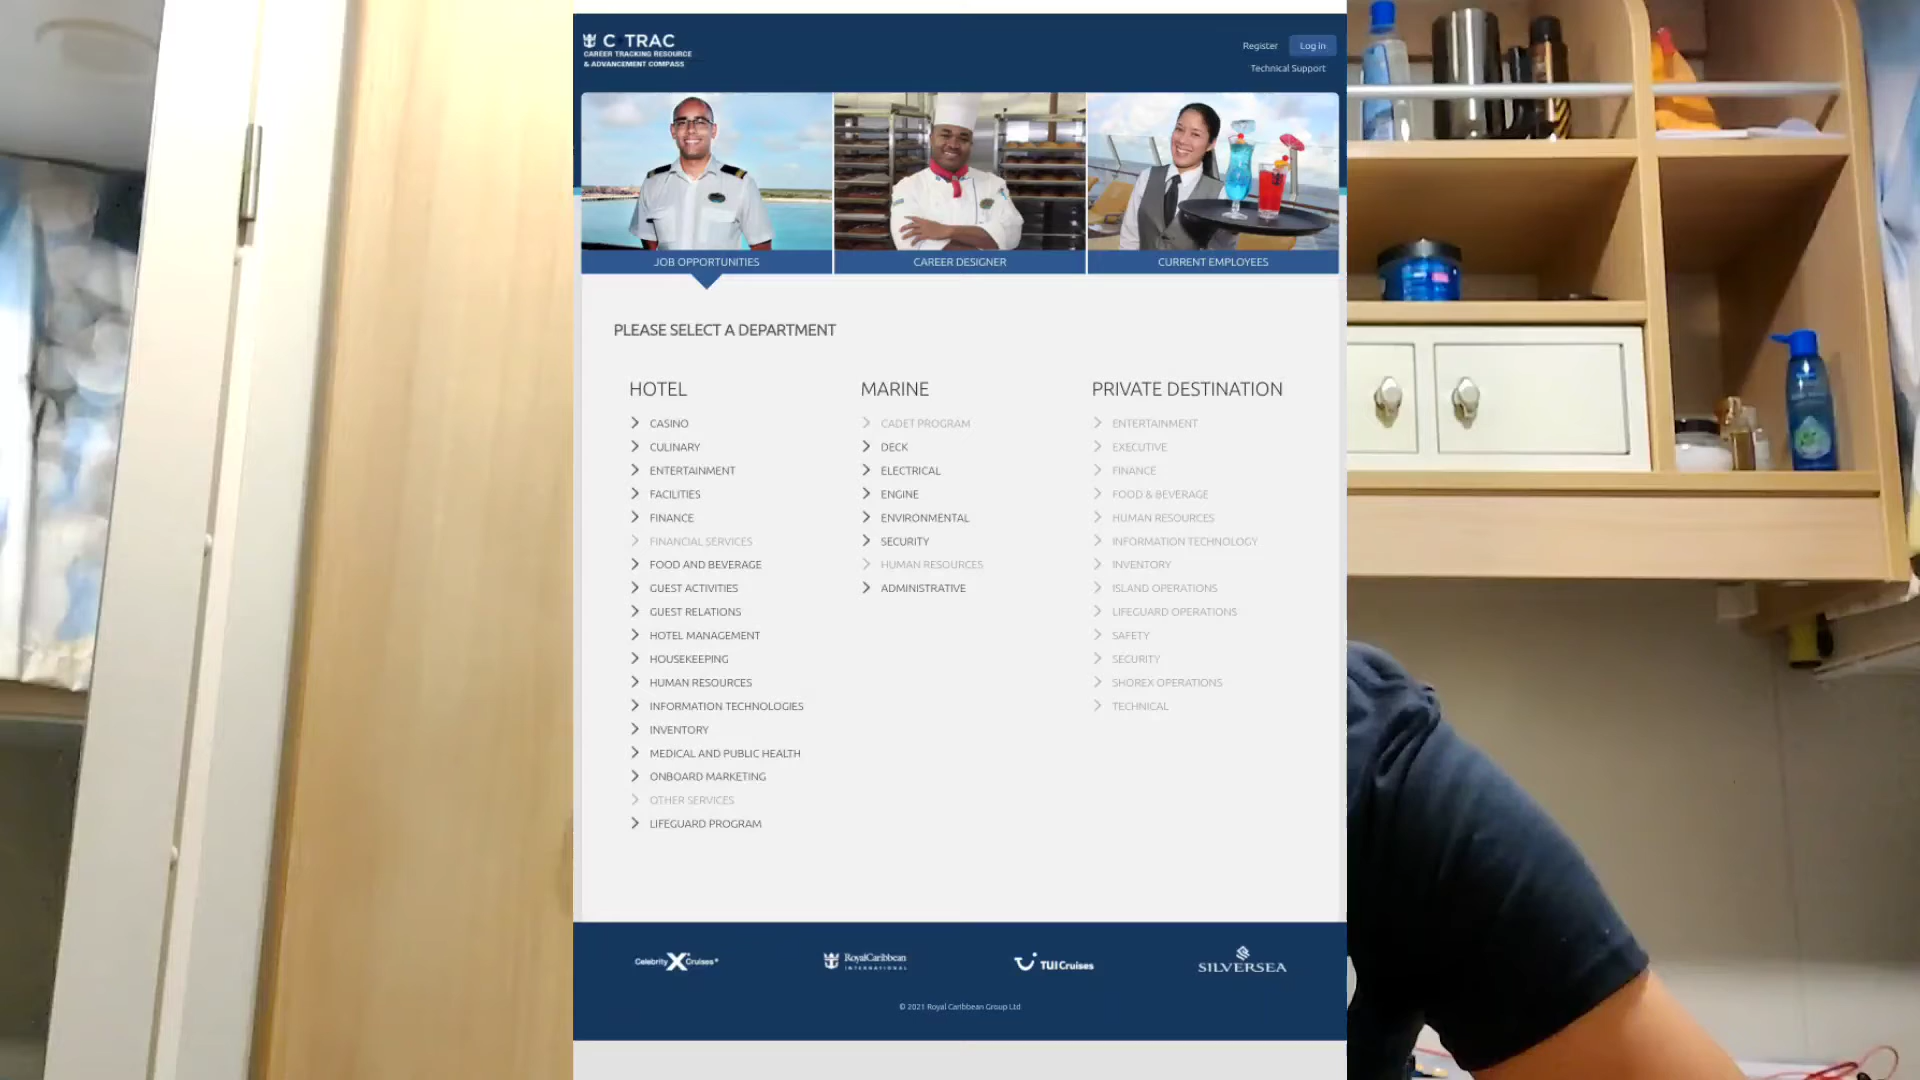 C TRAC
CAREER TRACKING RESOURCE
& ADVANCEMENT COMPASS
Register
Log in
Technical Support
JOB OPPORTUNITIES
CAREER DESIGNER
CURRENT EMPLOYEES
PLEASE SELECT A DEPARTMENT
HOTEL
CASINO
CULINARY
ENTERTAINMENT
FACILITIES
FINANCE
FINANCIAL SERVICES
FOOD AND BEVERAGE
GUEST ACTIVITIES
GUEST RELATIONS
HOTEL MANAGEMENT
HOUSEKEEPING
HUMAN RESOURCES
INFORMATION TECHNOLOGIES
INVENTORY
MEDICAL AND PUBLIC HEALTH
ONBOARD MARKETING
OTHER SERVICES
LIFEGUARD PROGRAM
MARINE
CADET PROGRAM
DECK
ELECTRICAL
ENGINE
ENVIRONMENTAL
SECURITY
HUMAN RESOURCES
ADMINISTRATIVE
PRIVATE DESTINATION
ENTERTAINMENT
EXECUTIVE
FINANCE
FOOD & BEVERAGE
HUMAN RESOURCES
INFORMATION TECHNOLOGY
INVENTORY
ISLAND OPERATIONS
LIFEGUARD OPERATIONS
SAFETY
SECURITY
SHOREX OPERATIONS
TECHNICAL
Celebrity X Cruises
RoyalCaribbean
INTERNATIONAL
TUI Cruises
SILVERSEA
© 2021 Royal Caribbean Group Ltd